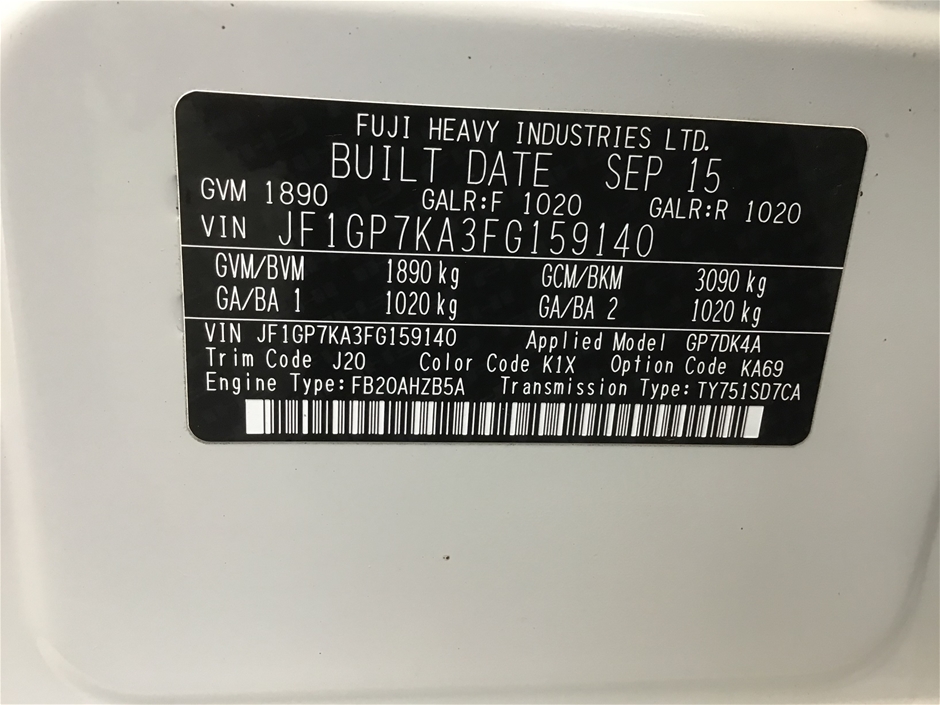 FUJI HEAVY INDUSTRIES LTD.
BUILT DATE SEP 15
GVM 1890 GALR:F 1020 GALR:R 1020
VIN JF1GP7KA3FG159140
GVM/BVM 1890 kg GCM/BKM 3090 kg
GA/BA 1 1020 kg GA/BA 2 1020 kg
VIN JF1GP7KA3FG159140 Applied Model GP7DK4A
Trim Code J20 Color Code K1X Option Code KA69
Engine Type:FB20AHZB5A Transmission Type:TY751SD7CA